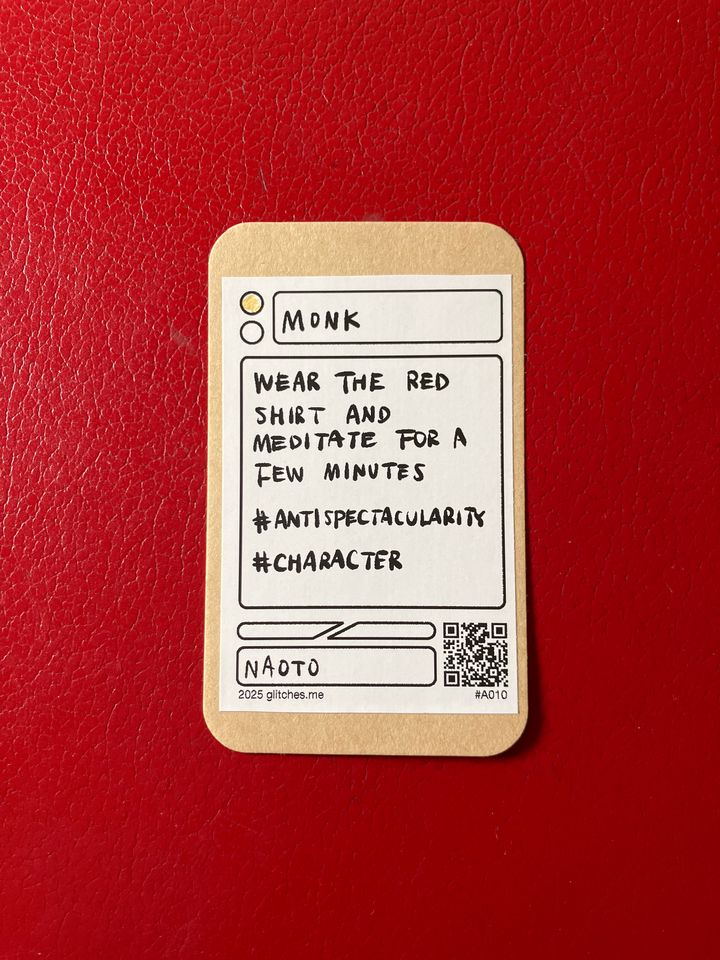 MONK
WEAR THE RED
SHIRT AND
MEDITATE FOR A
FEW MINUTES
#ANTISPECTACULARITY
#CHARACTER
NAOTO
2025 glitches.me
#A010